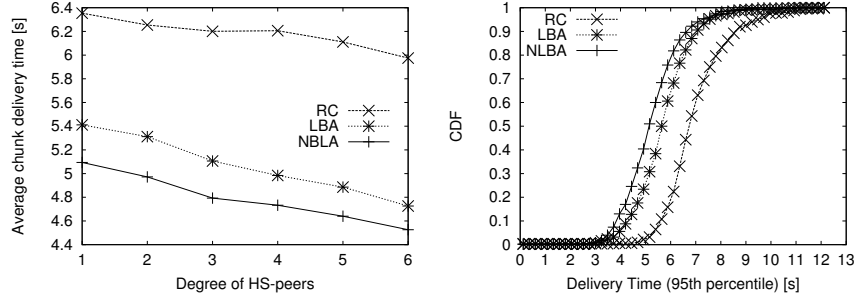 6.4
6.2
6
5.8
5.6
5.4
5.2
5
4.8
4.6
4.4
Average chunk delivery time [s]
RC
LBA
NBLA
1 2 3 4 5 6
Degree of HS-peers
1
0.9
0.8
0.7
0.6
0.5
0.4
0.3
0.2
0.1
0
CDF
RC
LBA
NLBA
0 1 2 3 4 5 6 7 8 9 10 11 12 13
Delivery Time (95th percentile) [s]